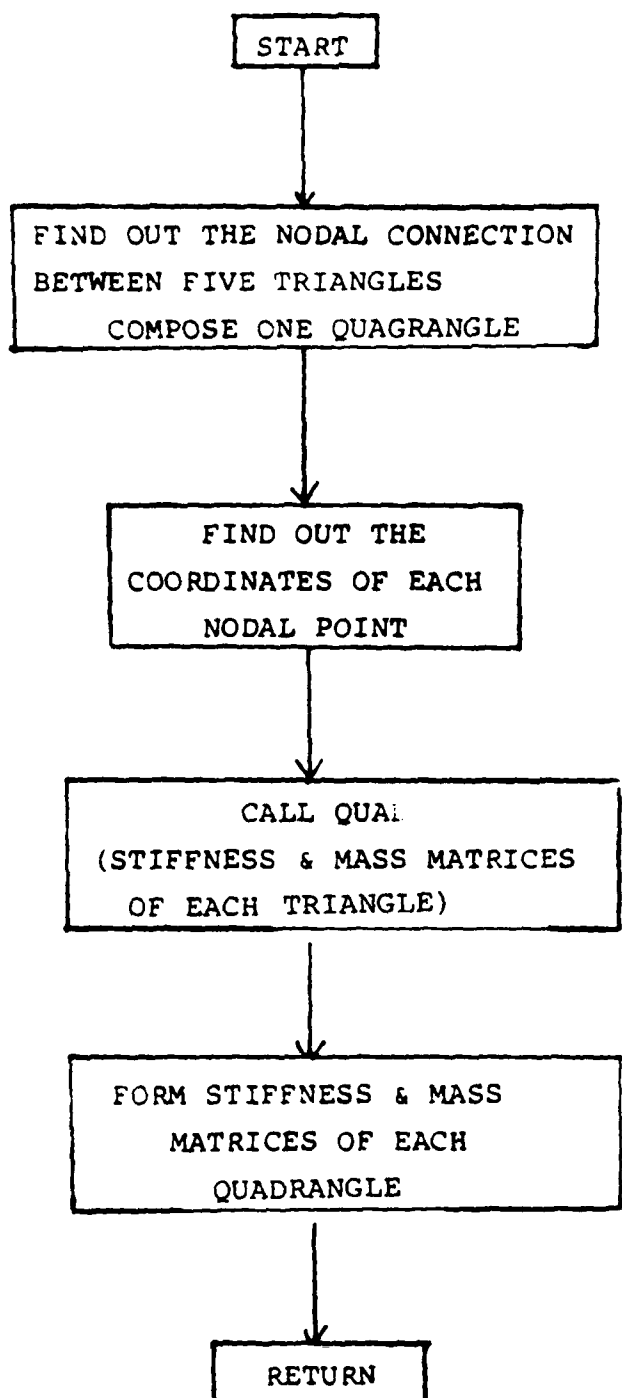 START
FIND OUT THE NODAL CONNECTION
BETWEEN FIVE TRIANGLES
COMPOSE ONE QUAGRANGLE
FIND OUT THE
COORDINATES OF EACH
NODAL POINT
CALL
(STIFFNESS & MASS MATRICES
OF EACH TRIANGLE)
FORM STIFFNESS & MASS
MATRICES OF EACH
QUADRANGLE
RETURN